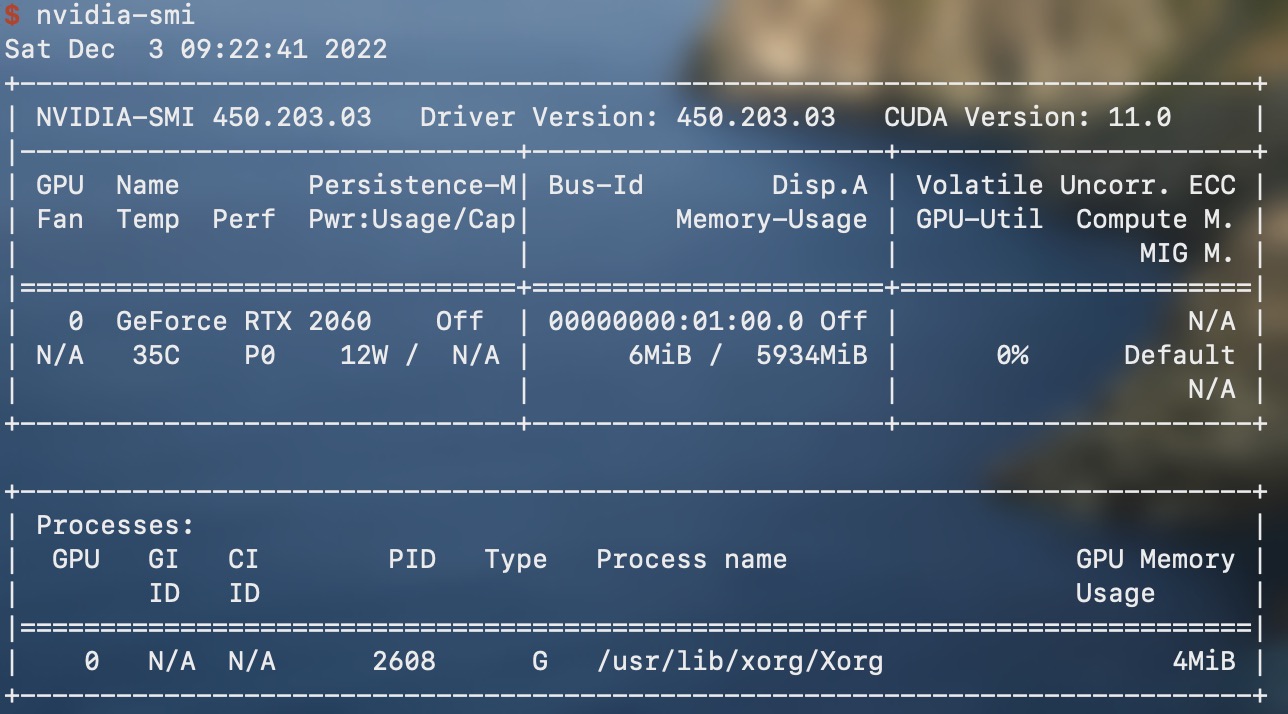 $ nvidia-smi
Sat Dec  3 09:22:41 2022
+-----------------------------------------------------------------------------+
| NVIDIA-SMI 450.203.03   Driver Version: 450.203.03   CUDA Version: 11.0     |
|-------------------------------+----------------------+----------------------+
| GPU  Name        Persistence-M| Bus-Id        Disp.A | Volatile Uncorr. ECC |
| Fan  Temp  Perf  Pwr:Usage/Cap|         Memory-Usage | GPU-Util  Compute M. |
|                               |                      |               MIG M. |
|===============================+======================+======================|
|   0  GeForce RTX 2060    Off  | 00000000:01:00.0 Off |                  N/A |
| N/A   35C    P0    12W /  N/A |      6MiB /  5934MiB |      0%      Default |
|                               |                      |                  N/A |
+-------------------------------+----------------------+----------------------+

+-----------------------------------------------------------------------------+
| Processes:                                                                  |
|  GPU   GI   CI        PID   Type   Process name                  GPU Memory |
|        ID   ID                                                   Usage      |
|=============================================================================|
|    0   N/A  N/A      2608      G   /usr/lib/xorg/Xorg                  4MiB |
+-----------------------------------------------------------------------------+